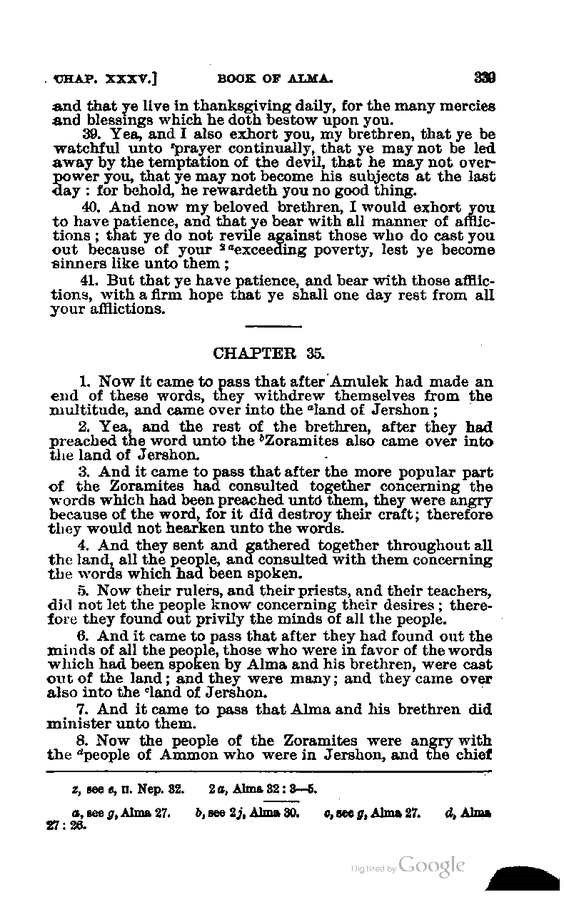 CHAP. XXXV.] BOOK OF ALMA. 339
and that ye live in thanksgiving daily, for the many mercies
and blessings which he doth bestow upon you.
39. Yea, and I also exhort you, my brethren, that ye be
watchful unto ᶻprayer continually, that ye may not be led
away by the temptation of the devil, that he may not over-
power you, that ye may not become his subjects at the last
day : for behold, he rewardeth you no good thing.
40. And now my beloved brethren, I would exhort you
to have patience, and that ye bear with all manner of afflic-
tions ; that ye do not revile against those who do cast you
out because of your ²ᵃexceeding poverty, lest ye become
sinners like unto them ;
41. But that ye have patience, and bear with those afflic-
tions, with a firm hope that ye shall one day rest from all
your afflictions.
CHAPTER 35.
1. Now it came to pass that after Amulek had made an
end of these words, they withdrew themselves from the
multitude, and came over into the ᵃland of Jershon ;
2. Yea, and the rest of the brethren, after they had
preached the word unto the ᵇZoramites also came over into
the land of Jershon.
3. And it came to pass that after the more popular part
of the Zoramites had consulted together concerning the
words which had been preached unto them, they were angry
because of the word, for it did destroy their craft; therefore
they would not hearken unto the words.
4. And they sent and gathered together throughout all
the land, all the people, and consulted with them concerning
the words which had been spoken.
5. Now their rulers, and their priests, and their teachers,
did not let the people know concerning their desires ; there-
fore they found out privily the minds of all the people.
6. And it came to pass that after they had found out the
minds of all the people, those who were in favor of the words
which had been spoken by Alma and his brethren, were cast
out of the land; and they were many; and they came over
also into the ᶜland of Jershon.
7. And it came to pass that Alma and his brethren did
minister unto them.
8. Now the people of the Zoramites were angry with
the ᵈpeople of Ammon who were in Jershon, and the chief
z, see e, II. Nep. 32. 2 a, Alma 32 : 3—5.
a, see g, Alma 27. b, see 2j, Alma 30. c, see g, Alma 27. d, Alma
27 : 26.
Digitized by Google